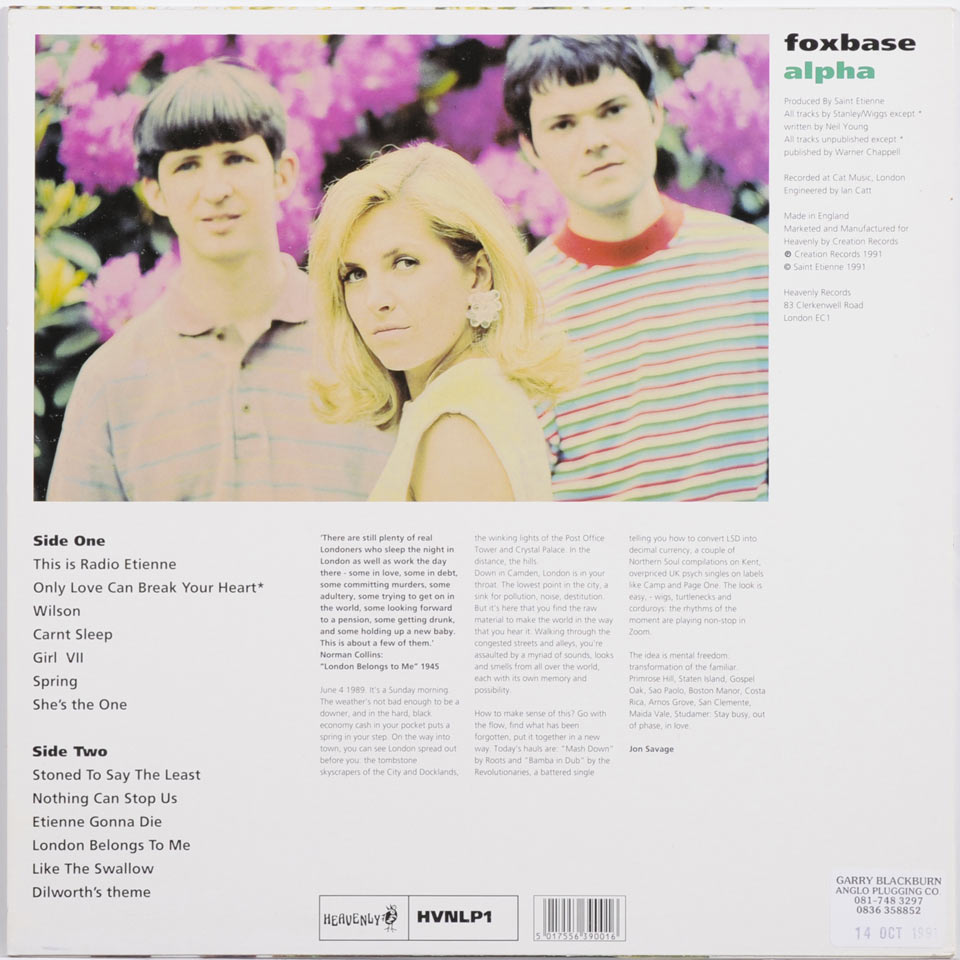 foxbase
alpha
Produced By Saint Etienne
All tracks by Stanley/Wiggs except *
written by Neil Young
All tracks unpublished except *
published by Warner Chappell
Recorded at Cat Music, London
Engineered by Ian Catt
Made in England
Marketed and Manufactured for
Heavenly by Creation Records
℗ Creation Records 1991
© Saint Etienne 1991
Heavenly Records
83 Clerkenwell Road
London EC1
Side One
This is Radio Etienne
Only Love Can Break Your Heart*
Wilson
Carnt Sleep
Girl VII
Spring
She's the One
Side Two
Stoned To Say The Least
Nothing Can Stop Us
Etienne Gonna Die
London Belongs To Me
Like The Swallow
Dilworth's theme
'There are still plenty of real
Londoners who sleep the night in
London as well as work the day
there - some in love, some in debt,
some committing murders, some
adultery, some trying to get on in
the world, some looking forward
to a pension, some getting drunk,
and some holding up a new baby.
This is about a few of them.'
Norman Collins:
"London Belongs to Me" 1945
June 4 1989. It's a Sunday morning.
The weather's not bad enough to be a
downer, and in the hard, black
economy cash in your pocket puts a
spring in your step. On the way into
town, you can see London spread out
before you: the tombstone
skyscrapers of the City and Docklands,
the winking lights of the Post Office
Tower and Crystal Palace. In the
distance, the hills.
Down in Camden, London is in your
throat. The lowest point in the city, a
sink for pollution, noise, destitution.
But it's here that you find the raw
material to make the world in the way
that you hear it. Walking through the
congested streets and alleys, you're
assaulted by a myriad of sounds, looks
and smells from all over the world,
each with its own memory and
possibility.
How to make sense of this? Go with
the flow, find what has been
forgotten, put it together in a new
way. Today's hauls are: "Mash Down"
by Roots and "Bamba in Dub" by the
Revolutionaries, a battered single
telling you how to convert LSD into
decimal currency, a couple of
Northern Soul compilations on Kent,
overpriced UK psych singles on labels
like Camp and Page One. The look is
easy, - wigs, turtlenecks and
corduroys: the rhythms of the
moment are playing non-stop in
Zoom.
The idea is mental freedom:
transformation of the familiar.
Primrose Hill, Staten Island, Gospel
Oak, Sao Paolo, Boston Manor, Costa
Rica, Arnos Grove, San Clemente,
Maida Vale, Studamer: Stay busy, out
of phase, in love.
Jon Savage
HEAVENLY
HVNLP1
5 017556 390016
GARRY BLACKBURN
ANGLO PLUGGING CO
081-748 3297
0836 358852
14 OCT 1991